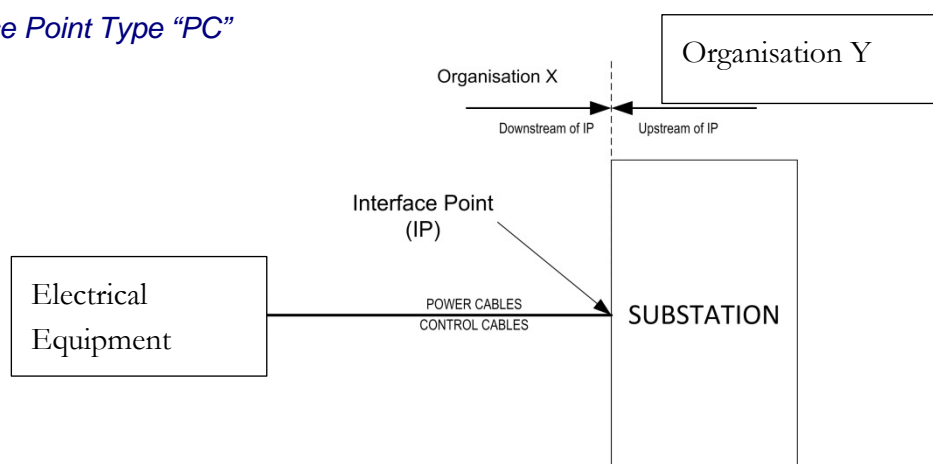 ce Point Type “PC”
Organisation Y
Organisation X
Downstream of IP
Upstream of IP
Interface Point
(IP)
Electrical
Equipment
POWER CABLES
CONTROL CABLES
SUBSTATION